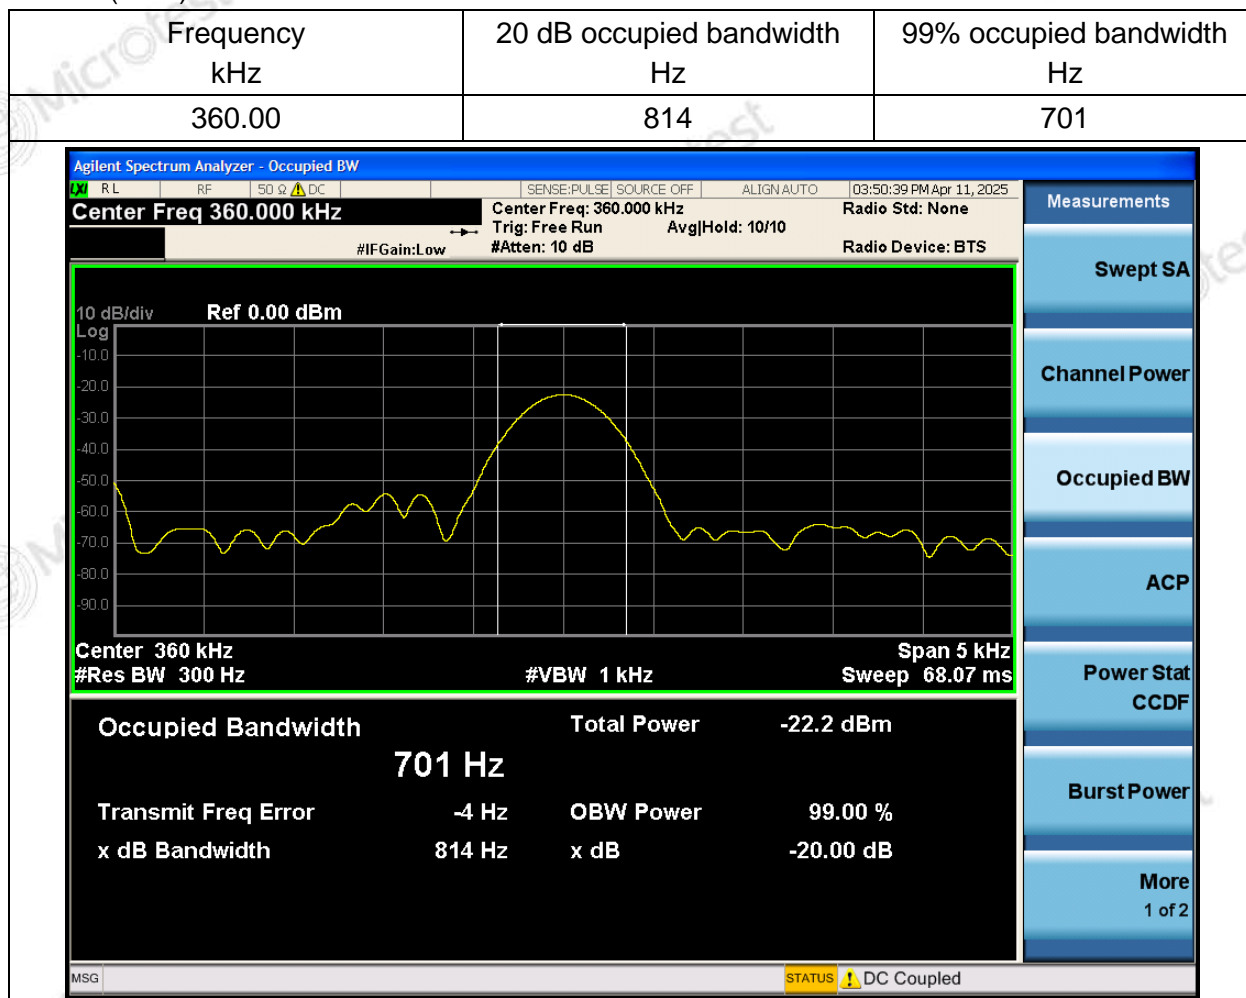 Frequency
kHz
20 dB occupied bandwidth
Hz
99% occupied bandwidth
Hz
360.00
814
701
Agilent Spectrum Analyzer - Occupied BW
LXI RL RF 50 Ω DC SENSE:PULSE SOURCE OFF ALIGN AUTO 03:50:39 PM Apr 11, 2025
Center Freq 360.000 kHz
Center Freq: 360.000 kHz
Radio Std: None
Trig: Free Run
Avg|Hold: 10/10
#IFGain:Low
#Atten: 10 dB
Radio Device: BTS
10 dB/div
Ref 0.00 dBm
Log
-10.0
-20.0
-30.0
-40.0
-50.0
-60.0
-70.0
-80.0
-90.0
Center 360 kHz
Span 5 kHz
#Res BW 300 Hz
#VBW 1 kHz
Sweep 68.07 ms
Occupied Bandwidth
701 Hz
Total Power
-22.2 dBm
Transmit Freq Error
-4 Hz
OBW Power
99.00 %
x dB Bandwidth
814 Hz
x dB
-20.00 dB
Measurements
Swept SA
Channel Power
Occupied BW
ACP
Power Stat
CCDF
Burst Power
More
1 of 2
MSG
STATUS
DC Coupled
Microtest